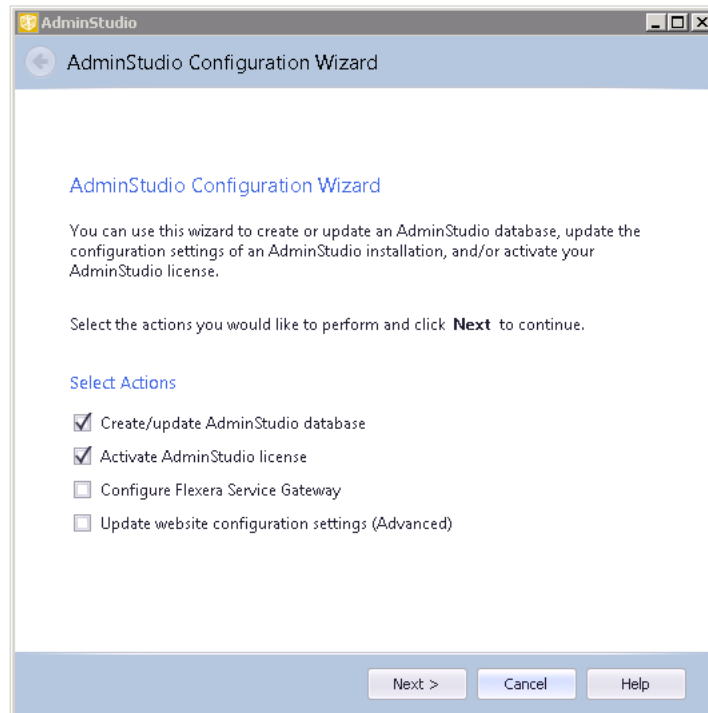 AdminStudio
AdminStudio Configuration Wizard
AdminStudio Configuration Wizard
You can use this wizard to create or update an AdminStudio database, update the
configuration settings of an AdminStudio installation, and/or activate your
AdminStudio license.
Select the actions you would like to perform and click Next to continue.
Select Actions
Create/update AdminStudio database
Activate AdminStudio license
Configure Flexera Service Gateway
Update website configuration settings (Advanced)
Next > Cancel Help